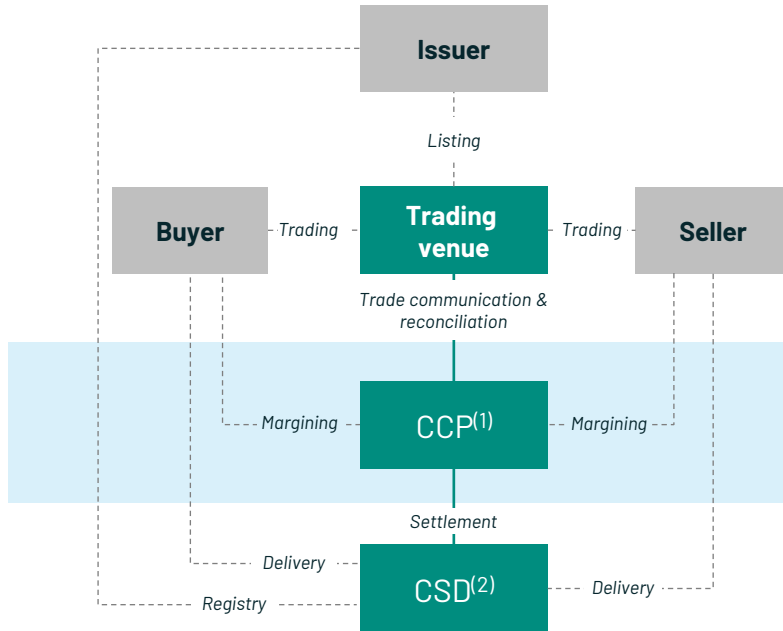 Issuer
Listing
Buyer
Trading
Trading
venue
Trading
Seller
Trade communication &
reconciliation
Margining
CCP(1)
Margining
Settlement
Delivery
CSD(2)
Delivery
Registry